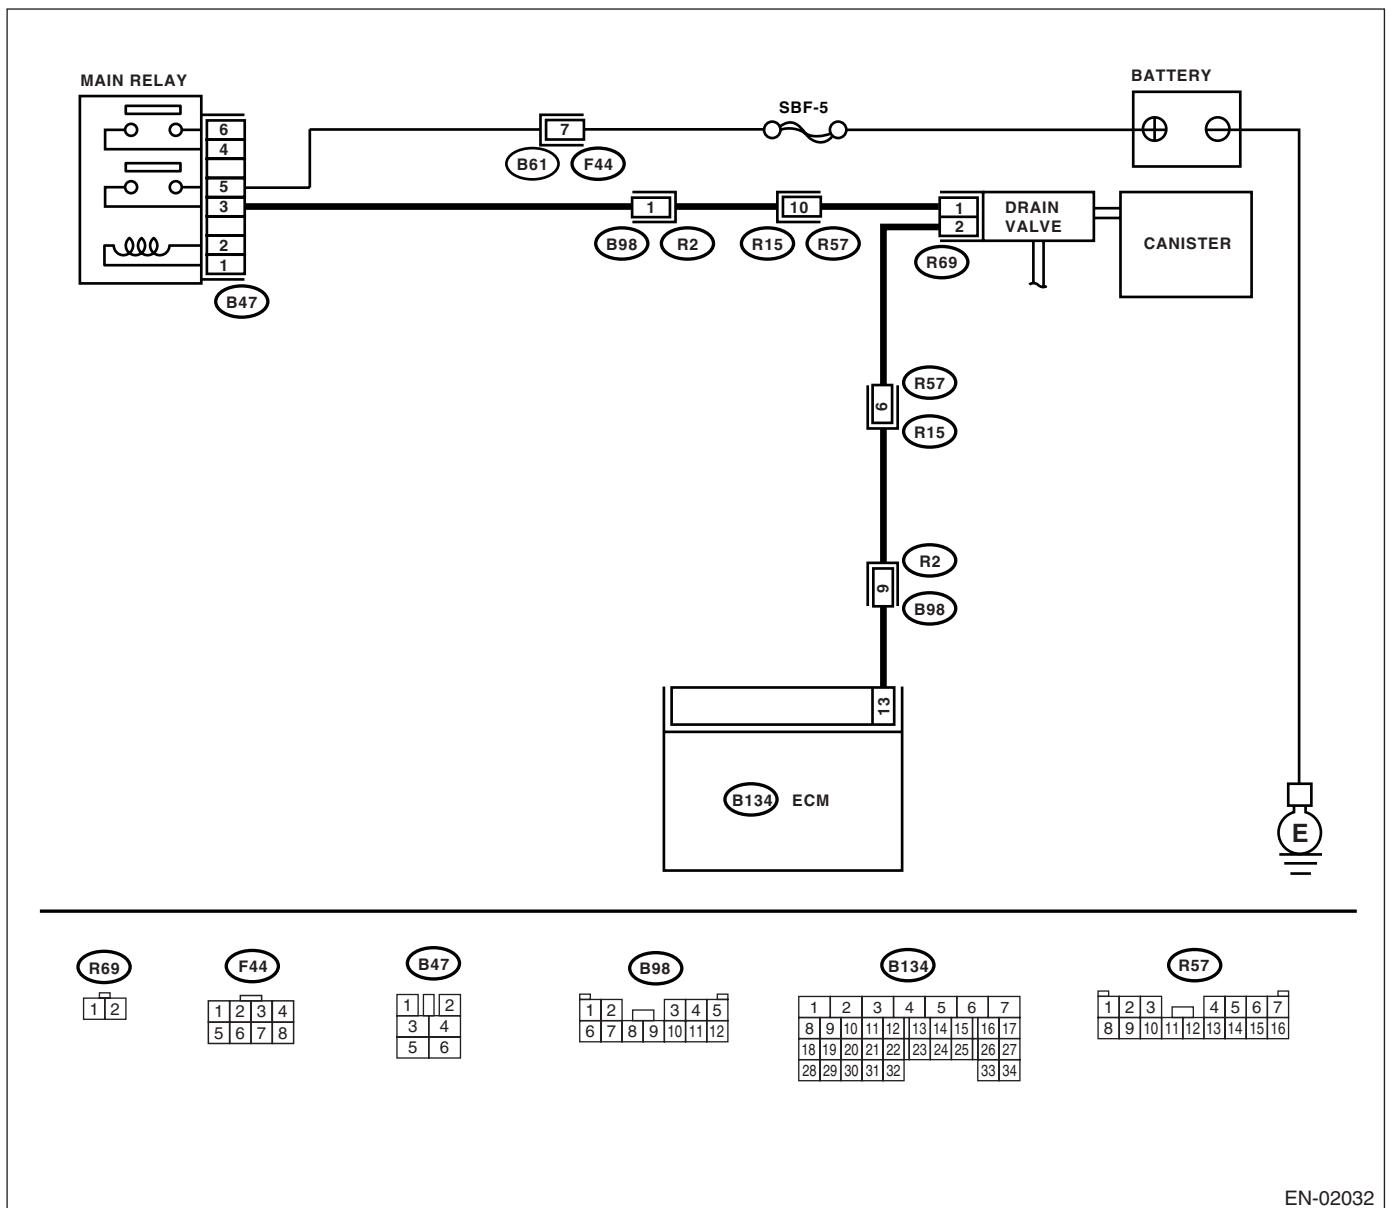 MAIN RELAY
BATTERY
SBF-5
6
4
5
3
2
1
7
B61 F44
B47
1
B98 R2
10
R15 R57
1
2
R69
DRAIN
VALVE
CANISTER
R57
6
R15
R2
9
B98
13
B134 ECM
E
R69
1 2
F44
1 2 3 4
5 6 7 8
B47
1 2
3 4
5 6
B98
1 2 3 4 5
6 7 8 9 10 11 12
B134
1 2 3 4 5 6 7
8 9 10 11 12 13 14 15 16 17
18 19 20 21 22 23 24 25 26 27
28 29 30 31 32 33 34
R57
1 2 3 4 5 6 7
8 9 10 11 12 13 14 15 16
EN-02032